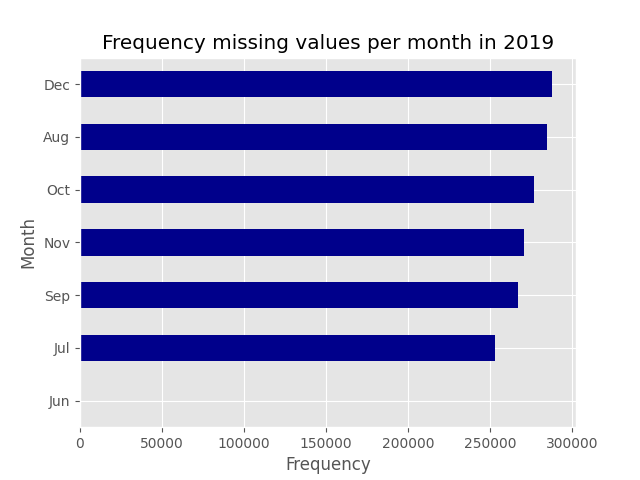 Frequency missing values per month in 2019
Dec
Aug
Oct
Nov
Sep
Jul
Jun
Month
0 50000 100000 150000 200000 250000 300000
Frequency